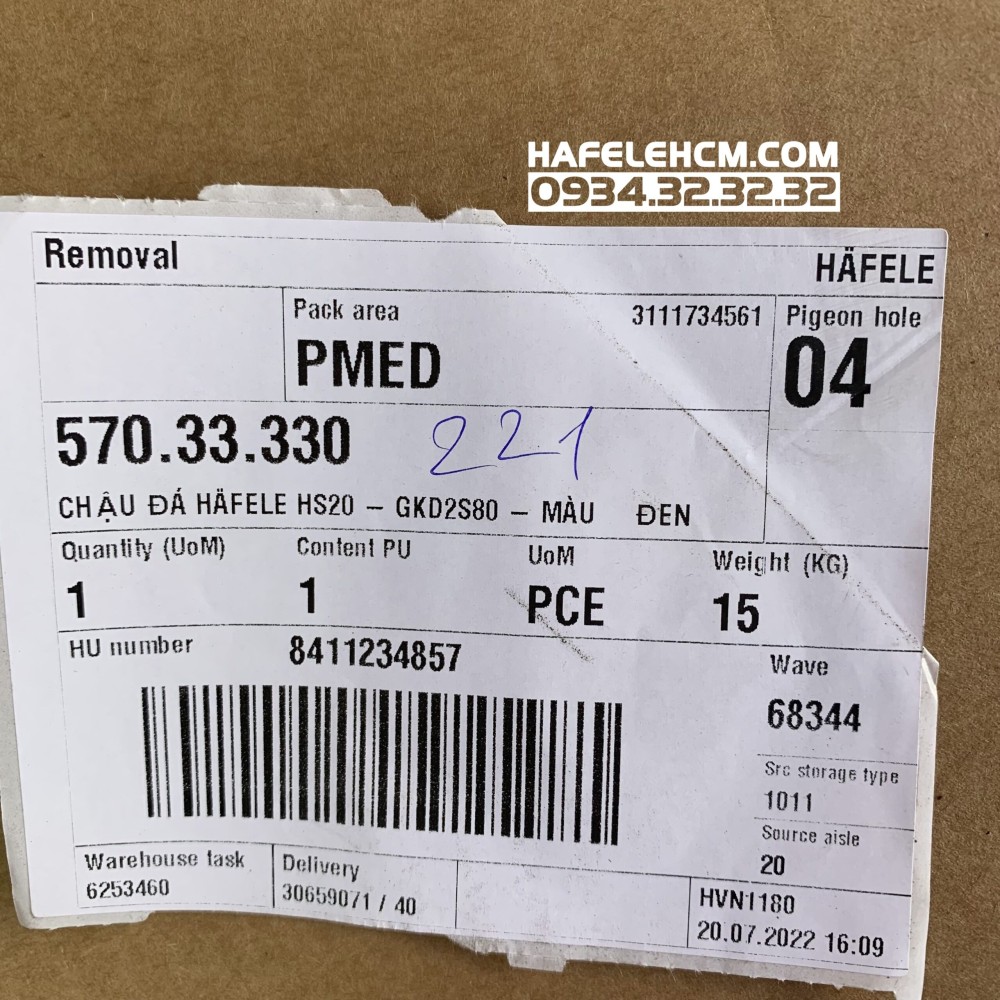 HAFELEHCM.COM
0934.32.32.32
Removal
HÄFELE
Pack area
3111734561
Pigeon hole
PMED
04
570.33.330
221
CHẬU ĐÁ HÄFELE HS20 – GKD2S80 – MÀU ĐEN
Quantity (UoM)
Content PU
UoM
Weight (KG)
1
1
PCE
15
HU number
8411234857
Wave
68344
Src storage type
1011
Source aisle
20
Warehouse task
6253460
Delivery
30659071 / 40
HVN1180
20.07.2022 16:09